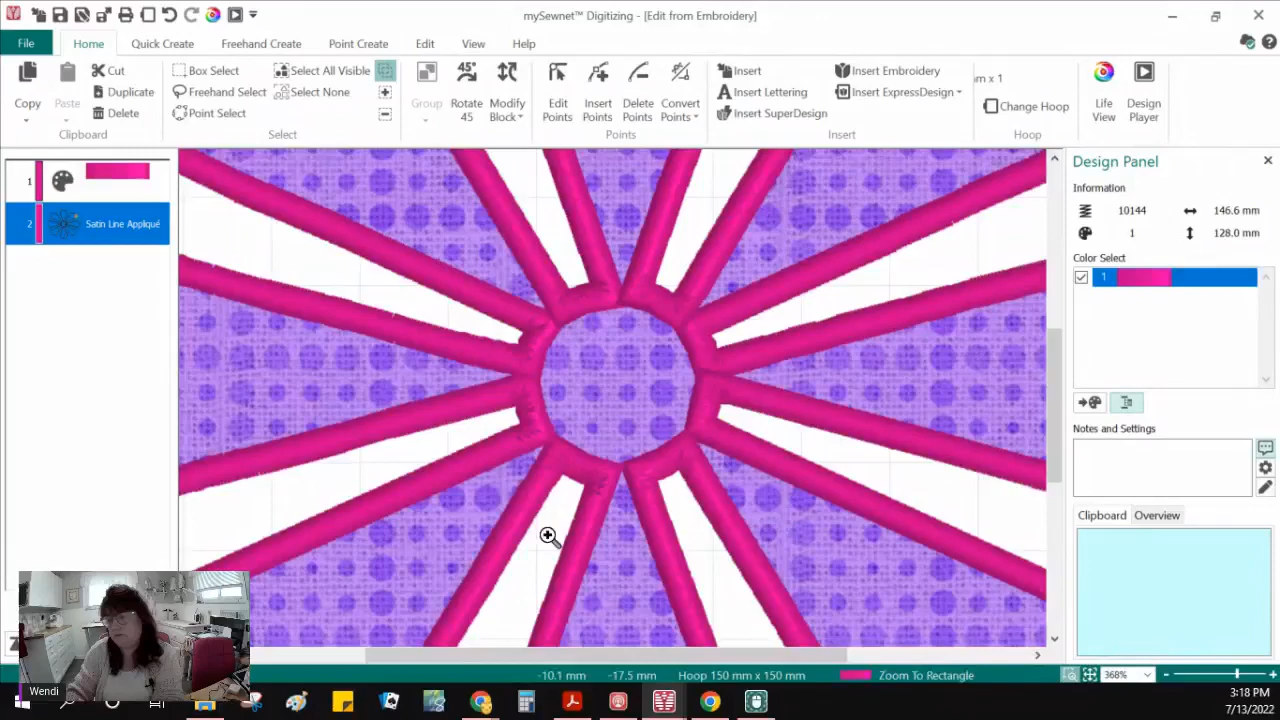 mySewnet™ Digitizing - [Edit from Embroidery]
File Home Quick Create Freehand Create Point Create Edit View Help
Copy Paste Cut Duplicate Delete
Clipboard
Box Select Select All Visible
Freehand Select Select None
Point Select
Select
Group Rotate 45 Modify Block
45°
Edit Points Insert Points Delete Points Convert Points
Points
Insert Insert Embroidery
Insert Lettering Insert ExpressDesign
Insert SuperDesign
Insert
m x 1
Change Hoop
Hoop
Life View Design Player
1
2 Satin Line Appliqué
Design Panel
Information
10144 146.6 mm
1 128.0 mm
Color Select
1
Notes and Settings
Clipboard Overview
Wendi
-10.1 mm -17.5 mm Hoop 150 mm x 150 mm Zoom To Rectangle 368%
3:18 PM
7/13/2022